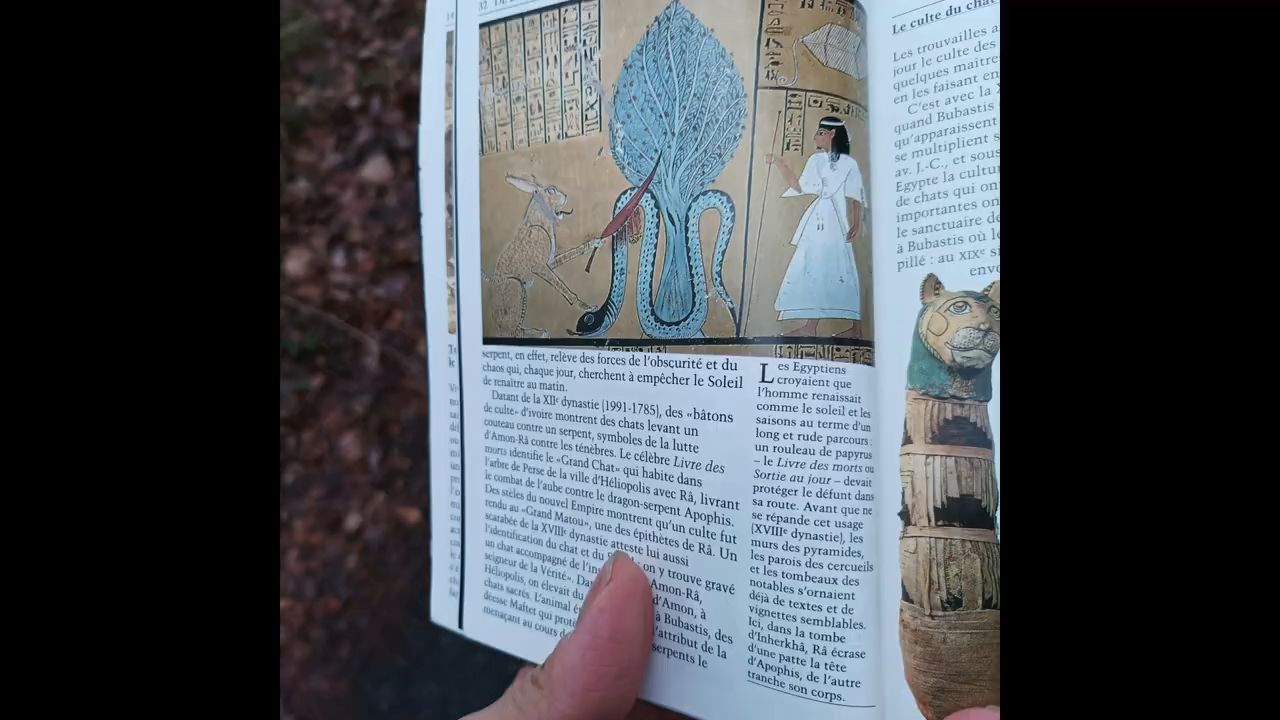 32
serpent, en effet, relève des forces de l'obscurité et du
chaos qui, chaque jour, cherchent à empêcher le Soleil
de renaître au matin.
Datant de la XIIe dynastie (1991-1785), des «bâtons
de culte» d'ivoire montrent des chats levant un
couteau contre un serpent, symboles de la lutte
d'Amon-Râ contre les ténèbres. Le célèbre Livre des
morts identifie le «Grand Chat» qui habite dans
l'arbre de Perse de la ville d'Héliopolis avec Râ, livrant
le combat de l'aube contre le dragon-serpent Apophis.
Des stèles du nouvel Empire montrent qu'un culte fut
rendu au «Grand Matou», une des épithètes de Râ. Un
scarabée de la XVIIIe dynastie atteste lui aussi
l'identification du chat et du on y trouve gravé
un chat accompagné de Amon-Râ,
seigneur de la Vérité». d'Amon, à
Héliopolis, on élevait du à Bubastis, des
chats sacrés. L'animal l'attribut de la
déesse Maftet qui serpents le
menaçant au cours
Les Egyptiens
croyaient que
l'homme renaissait
comme le soleil et les
saisons au terme d'un
long et rude parcours :
un rouleau de papyrus
– le Livre des morts ou
Sortie au jour – devait
protéger le défunt dans
sa route. Avant que ne
se répande cet usage
(XVIIIe dynastie), les
murs des pyramides,
les parois des cercueils
et les tombeaux des
notables s'ornaient
déjà de textes et de
vignettes semblables.
Ici, dans la tombe
d'Inherkhâ, Râ écrase
d'une patte la tête
d'Apophis, de l'autre
tranche son corps.
Le culte du
Les trouvailles
jour le culte des
quelques
en les faisant
C'est avec la
quand Bubastis
qu'apparaissent
se multiplient
av. J.-C., et sous
Egypte la
de chats qui ont
importantes
le sanctuaire
à Bubastis où
pillé : au XIXe